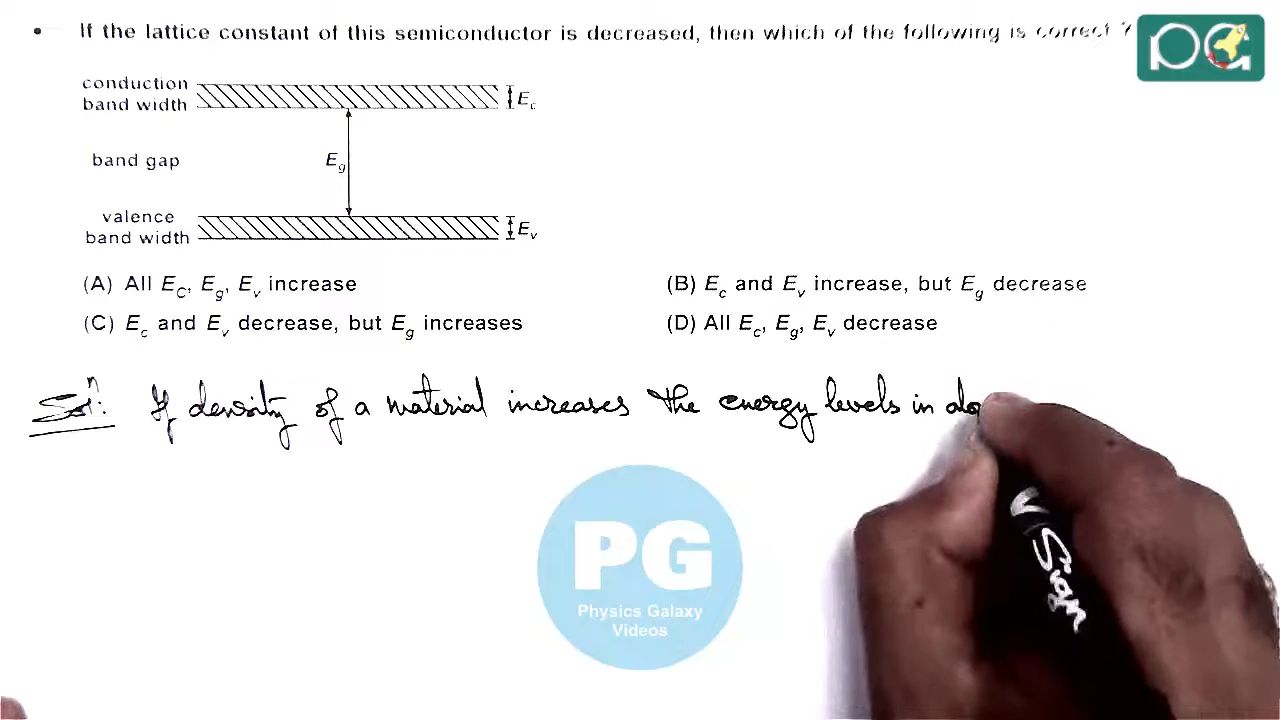 • If the lattice constant of this semiconductor is decreased, then which of the following is correct ?
PG
conduction
band width
E_c
band gap
E_g
valence
band width
E_v
(A) All E_C, E_g, E_v increase
(B) E_c and E_v increase, but E_g decrease
(C) E_c and E_v decrease, but E_g increases
(D) All E_c, E_g, E_v decrease
Solⁿ: If density of a material increases the energy levels in
PG
Physics Galaxy
Videos